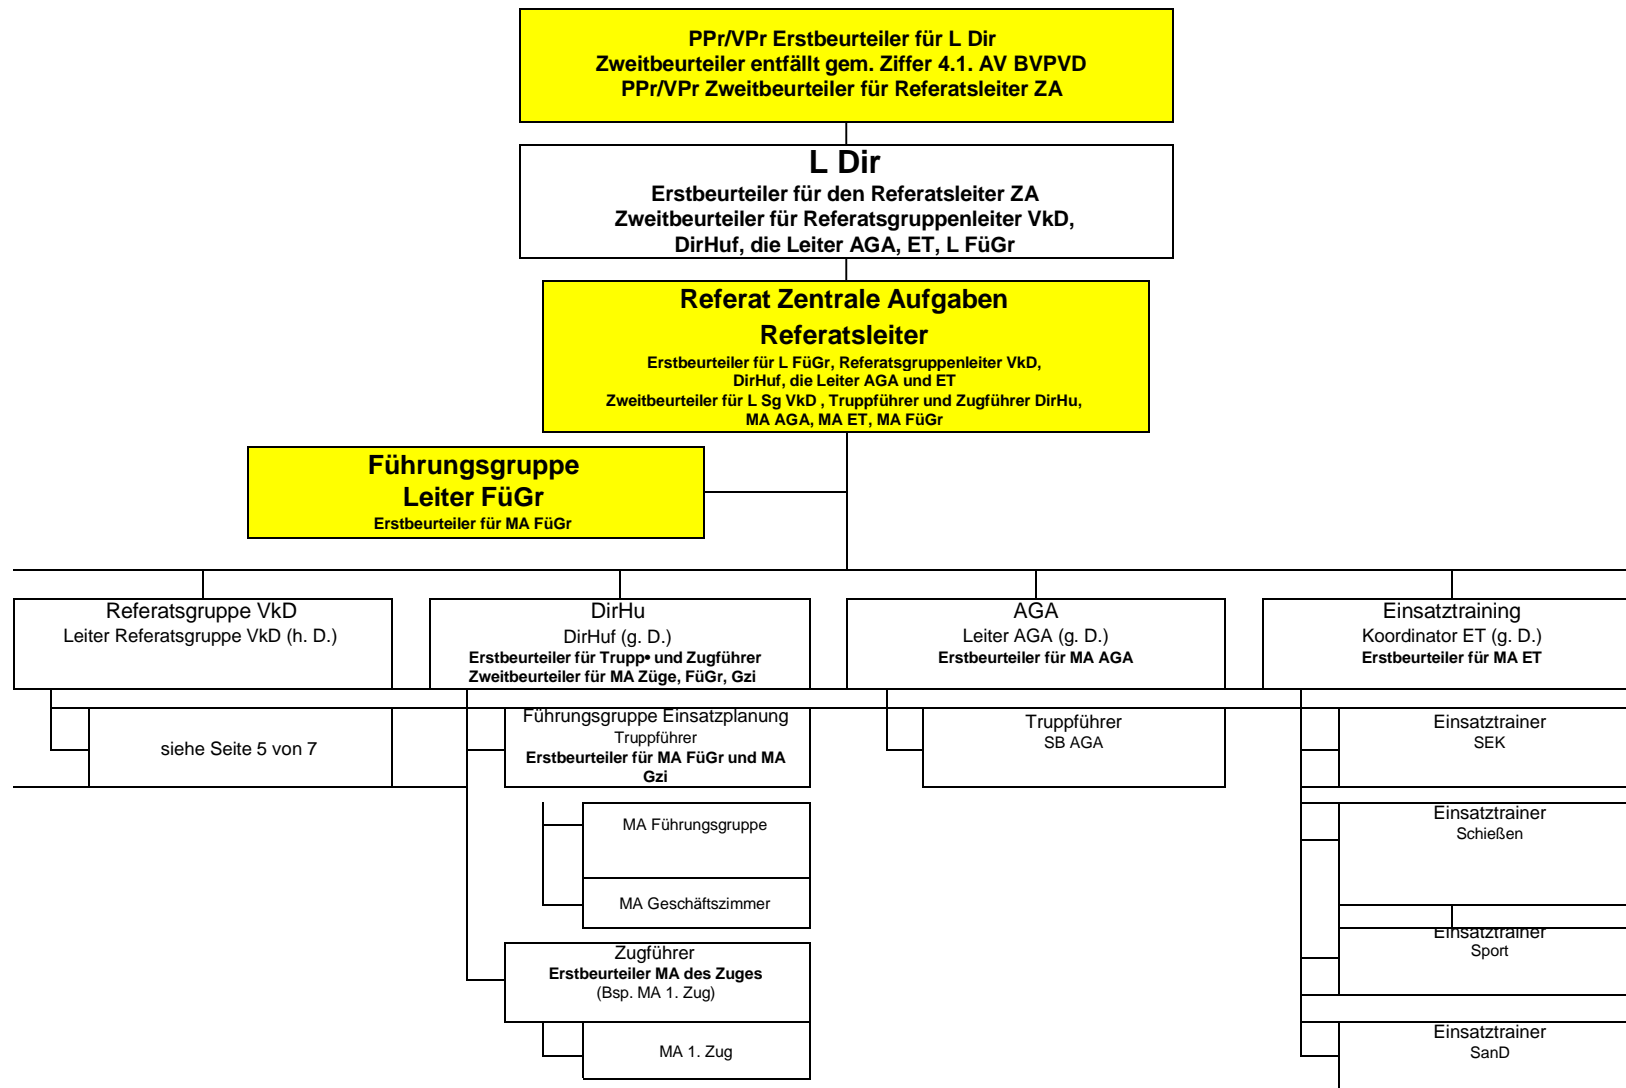 PPr/VPr Erstbeurteiler für L Dir
Zweitbeurteiler entfällt gem. Ziffer 4.1. AV BVPVD
PPr/VPr Zweitbeurteiler für Referatsleiter ZA
L Dir
Erstbeurteiler für den Referatsleiter ZA
Zweitbeurteiler für Referatsgruppenleiter VkD,
DirHuf, die Leiter AGA, ET, L FüGr
Referat Zentrale Aufgaben
Referatsleiter
Erstbeurteiler für L FüGr, Referatsgruppenleiter VkD,
DirHuf, die Leiter AGA und ET
Zweitbeurteiler für L Sg VkD , Truppführer und Zugführer DirHu,
MA AGA, MA ET, MA FüGr
Führungsgruppe
Leiter FüGr
Erstbeurteiler für MA FüGr
Referatsgruppe VkD
Leiter Referatsgruppe VkD (h. D.)
siehe Seite 5 von 7
DirHu
DirHuf (g. D.)
Erstbeurteiler für Trupp• und Zugführer
Zweitbeurteiler für MA Züge, FüGr, Gzi
Führungsgruppe Einsatzplanung
Truppführer
Erstbeurteiler für MA FüGr und MA
Gzi
MA Führungsgruppe
MA Geschäftszimmer
Zugführer
Erstbeurteiler MA des Zuges
(Bsp. MA 1. Zug)
MA 1. Zug
AGA
Leiter AGA (g. D.)
Erstbeurteiler für MA AGA
Truppführer
SB AGA
Einsatztraining
Koordinator ET (g. D.)
Erstbeurteiler für MA ET
Einsatztrainer
SEK
Einsatztrainer
Schießen
Einsatztrainer
Sport
Einsatztrainer
SanD